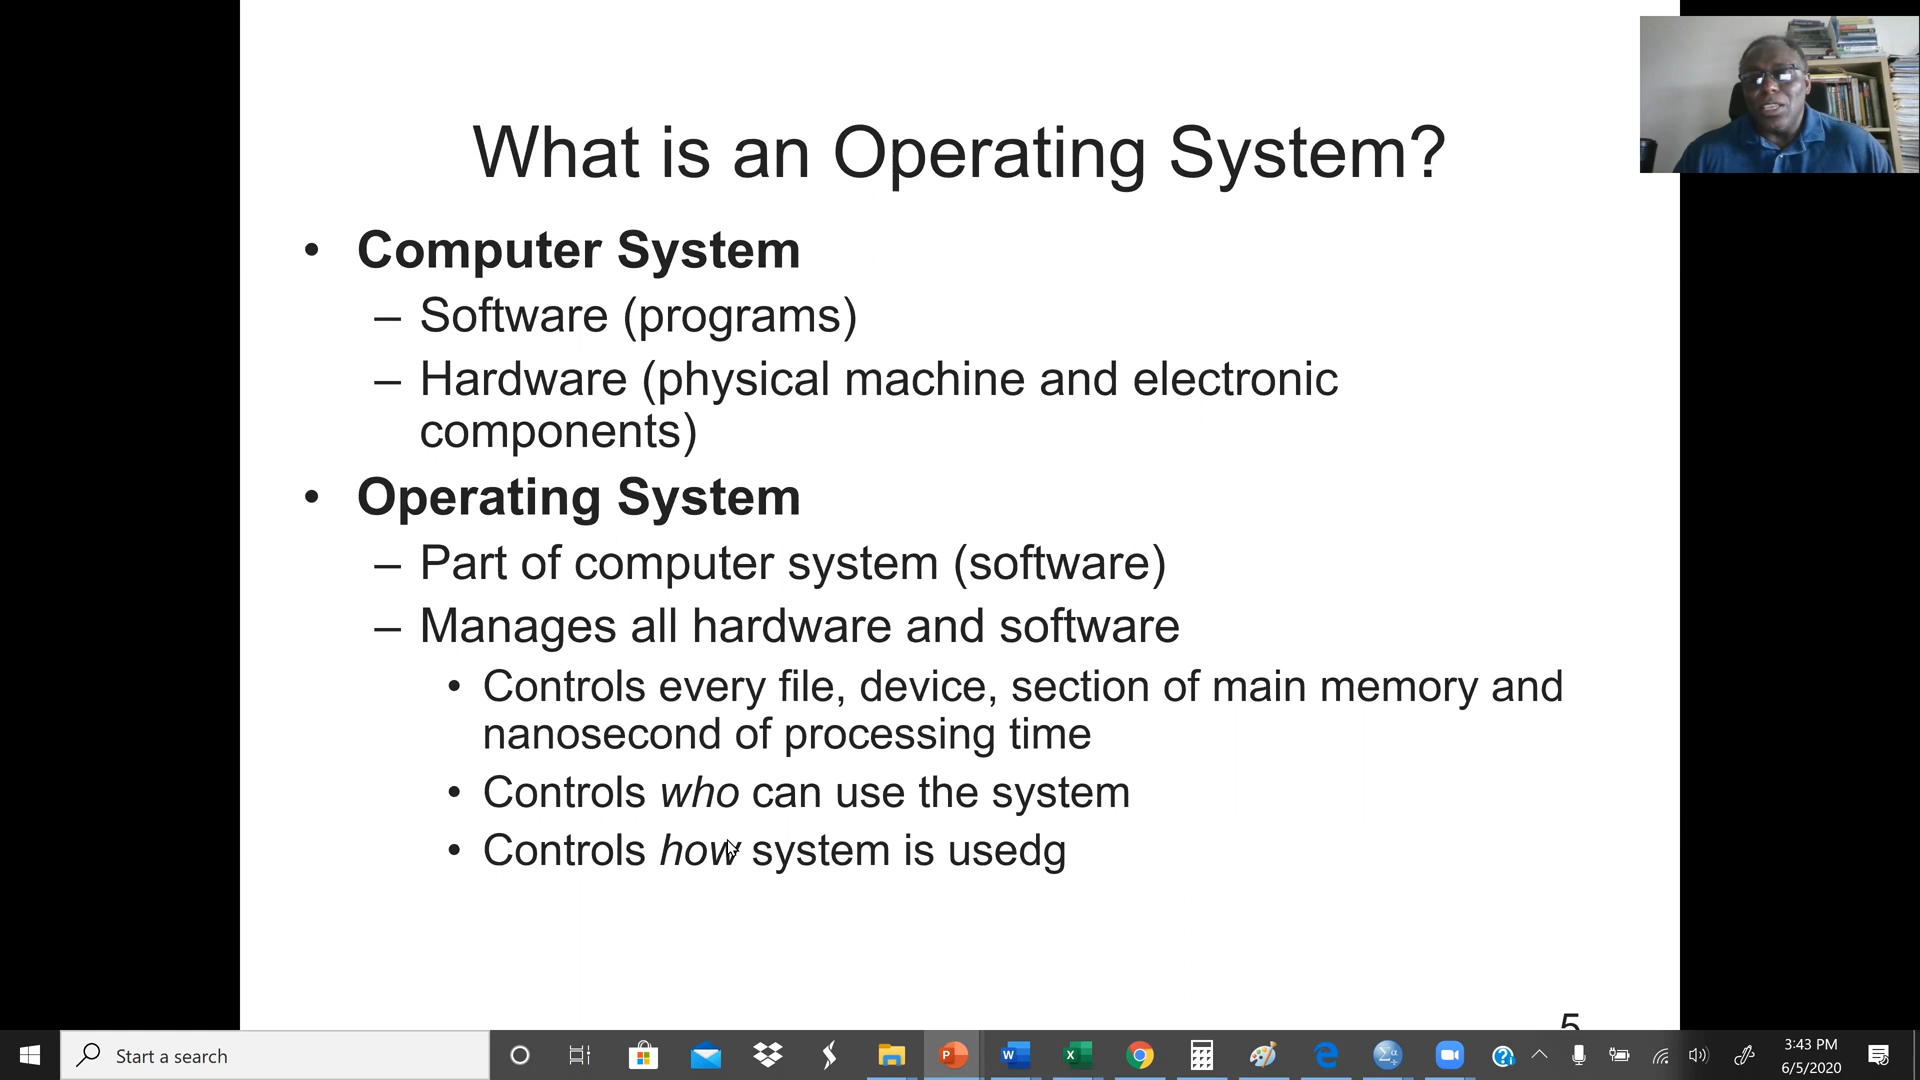 What is an Operating System?
• Computer System
– Software (programs)
– Hardware (physical machine and electronic
components)
• Operating System
– Part of computer system (software)
– Manages all hardware and software
• Controls every file, device, section of main memory and
nanosecond of processing time
• Controls who can use the system
• Controls how system is usedg
5
Start a search
3:43 PM
6/5/2020